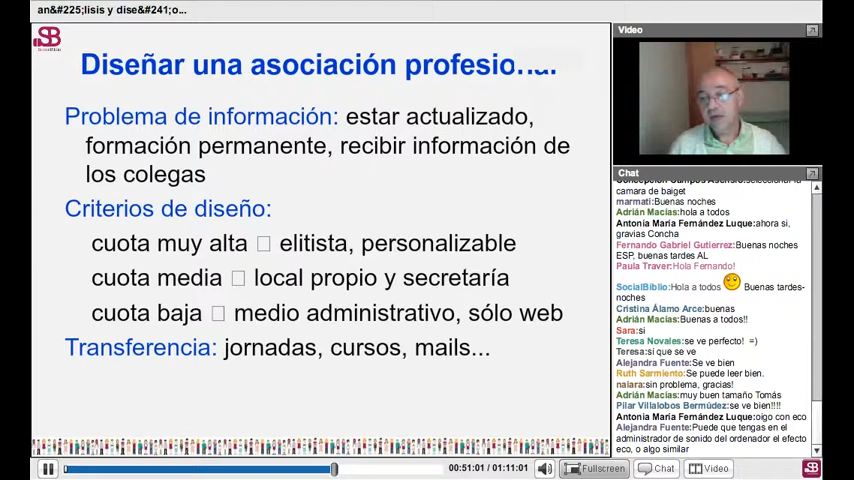 an&#225;lisis y dise&#241;o...
SB
Diseñar una asociación
Problema de información: estar actualizado,
formación permanente, recibir información de
los colegas
Criterios de diseño:
cuota muy alta □ elitista, personalizable
cuota media □ local propio y secretaría
cuota baja □ medio administrativo, sólo web
Transferencia: jornadas, cursos, mails...
00:51:01 / 01:11:01
Fullscreen
Chat
Video
Video
Chat
camara de baiget
marmati:Buenas noches
Adrián Macías:hola a todos
Antonia María Fernández Luque:ahora si,
gravias Concha
Fernando Gabriel Gutierrez:Buenas noches
ESP, buenas tardes AL
Paula Traver:Hola Fernando!
SocialBiblio:Hola a todos Buenas tardes-
noches
Cristina Álamo Arce:buenas
Adrián Macías:Buenas a todos!!
Sara:si
Teresa Novales:se ve perfecto! =)
Teresa:sí que se ve
Alejandra Fuente:Se ve bien
Ruth Sarmiento:Se puede leer bien.
naiara:sin problema, gracias!
Adrián Macías:muy buen tamaño Tomás
Pilar Villalobos Bermúdez:se ve bien!!!!
Antonia María Fernández Luque:oigo con eco
Alejandra Fuente:Puede que tengas en el
administrador de sonido del ordenador el efecto
eco, o algo similar